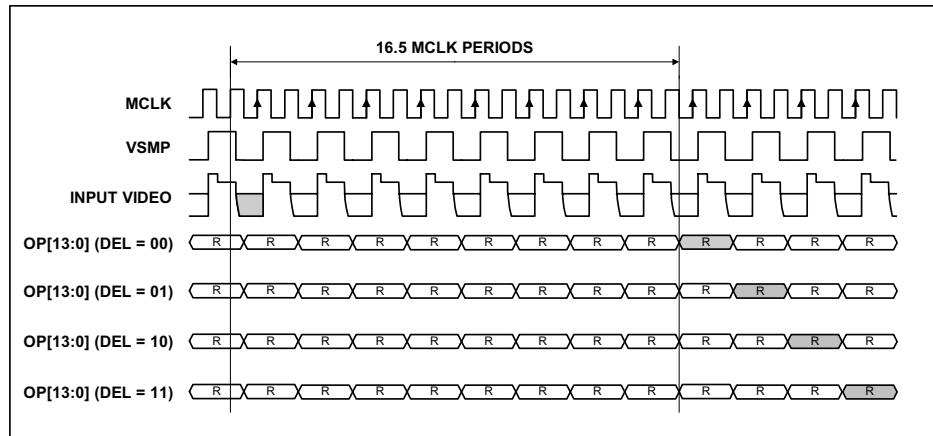 16.5 MCLK PERIODS
MCLK
VSMP
INPUT VIDEO
OP[13:0] (DEL = 00) R R R R R R R R R R R R R
OP[13:0] (DEL = 01) R R R R R R R R R R R R R
OP[13:0] (DEL = 10) R R R R R R R R R R R R R
OP[13:0] (DEL = 11) R R R R R R R R R R R R R